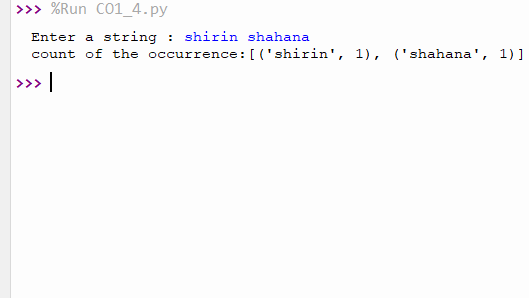 >>> %Run CO1_4.py
Enter a string : shirin shahana
count of the occurrence:[('shirin', 1), ('shahana', 1)]
>>>